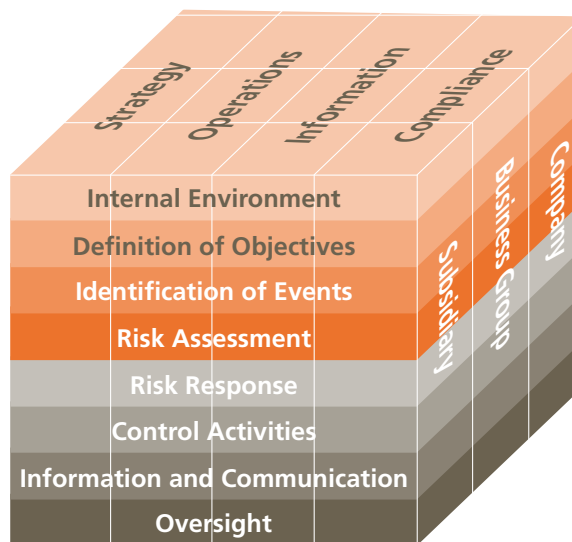 Strategy
Operations
Information
Compliance
Internal Environment
Definition of Objectives
Identification of Events
Risk Assessment
Risk Response
Control Activities
Information and Communication
Oversight
Subsidiary
Business Group
Company